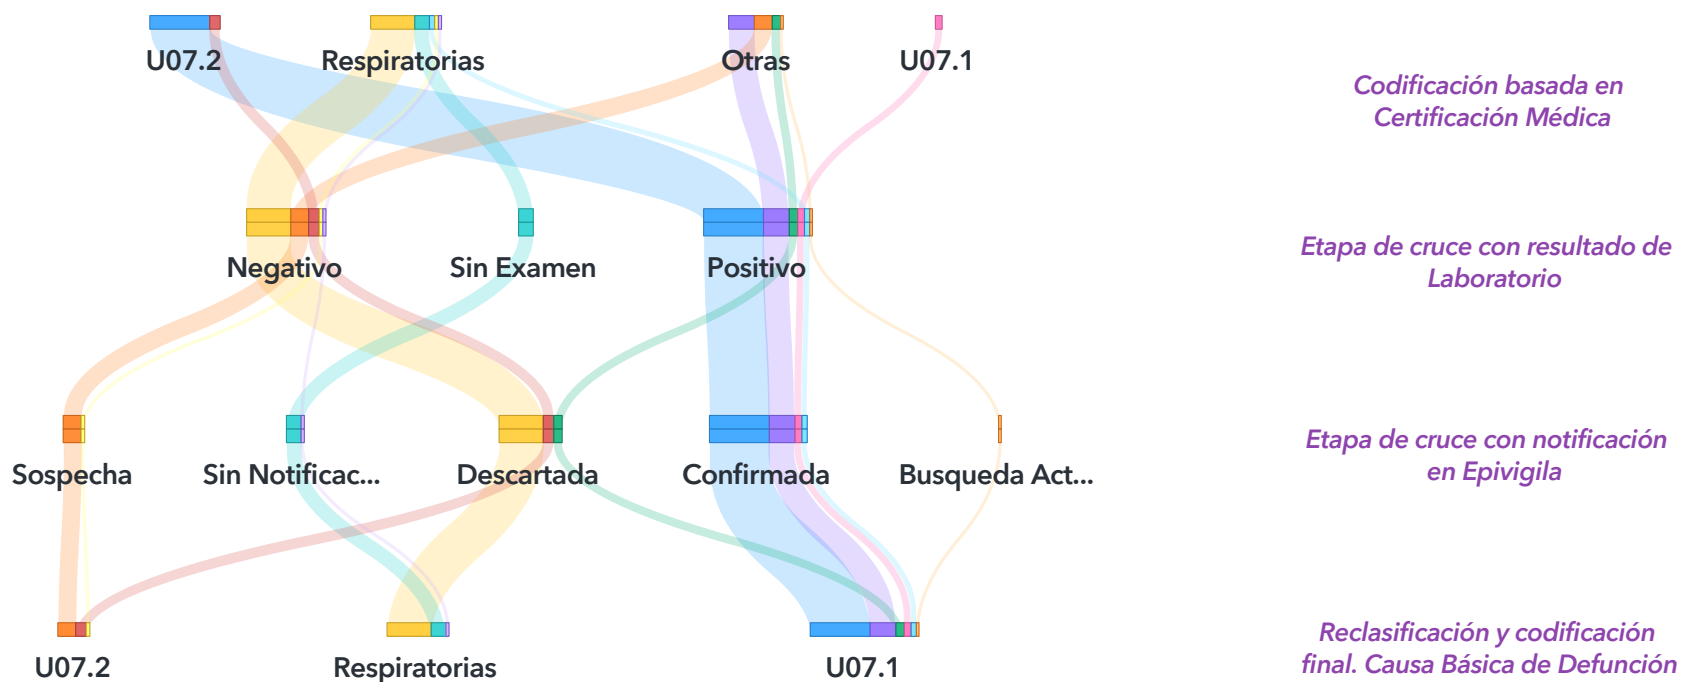 U07.2 Respiratorias Otras U07.1
Codificación basada en
Certificación Médica
Negativo Sin Examen Positivo
Etapa de cruce con resultado de
Laboratorio
Sospecha Sin Notificac... Descartada Confirmada Busqueda Act...
Etapa de cruce con notificación
en Epivigila
U07.2 Respiratorias U07.1
Reclasificación y codificación
final. Causa Básica de Defunción